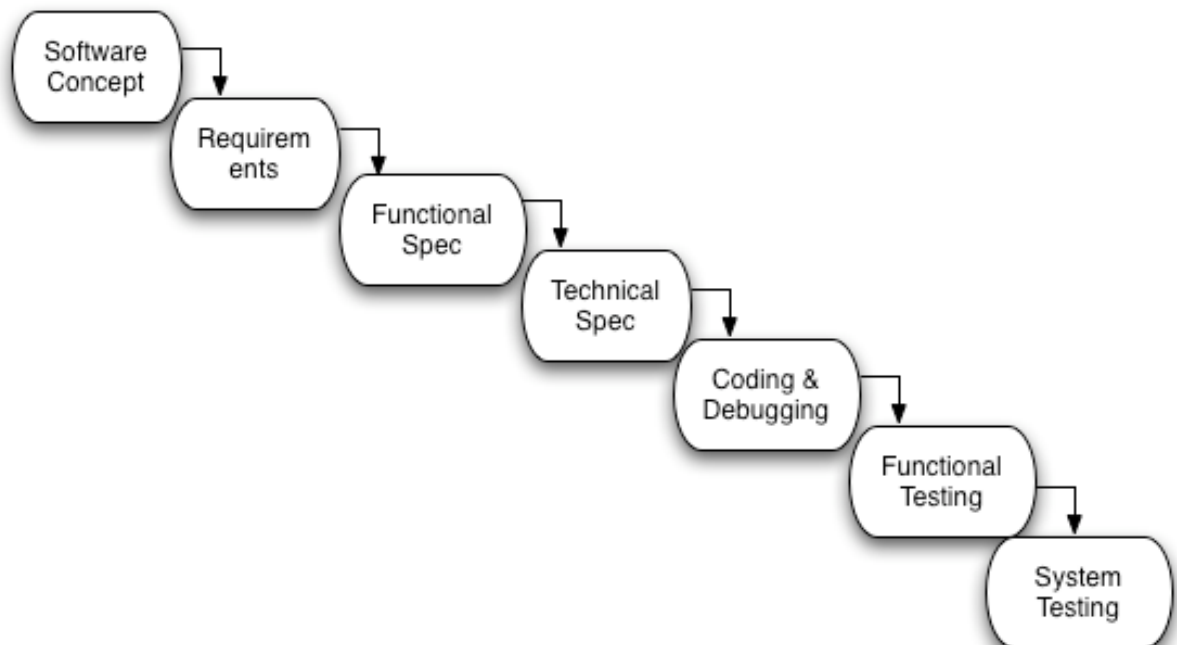 Software
Concept
Requirem
ents
Functional
Spec
Technical
Spec
Coding &
Debugging
Functional
Testing
System
Testing